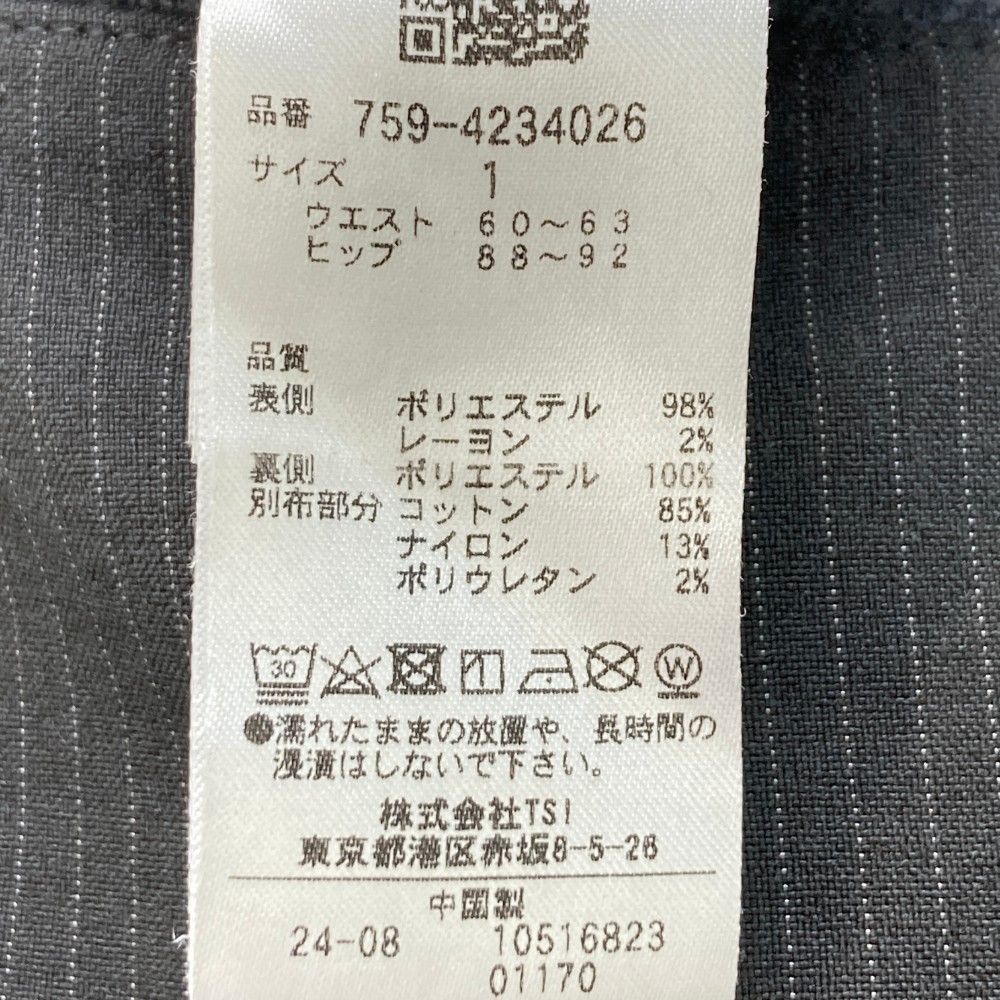 品番 759-4234026
サイズ 1
ウエスト 60～63
ヒップ 88～92
品質
表側 ポリエステル 98%
レーヨン 2%
裏側 ポリエステル 100%
別布部分 コットン 85%
ナイロン 13%
ポリウレタン 2%
30 W
●濡れたままの放置や、長時間の
浸漬はしないで下さい。
株式会社TSI
東京都港区赤坂8-5-26
中国製
24-08 10516823
01170